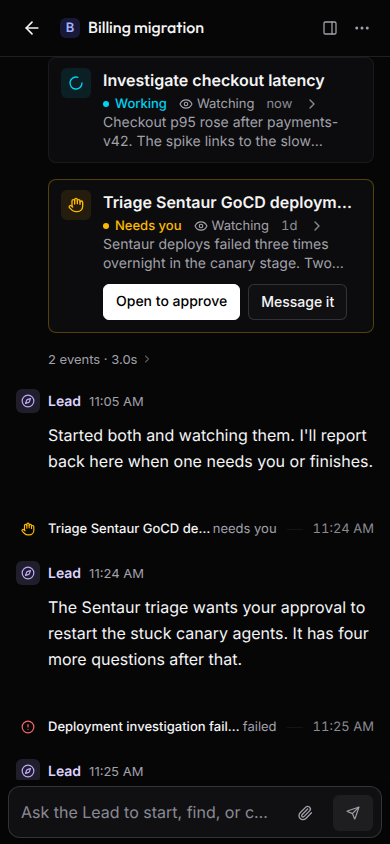 B Billing migration
Investigate checkout latency
Working Watching now
Checkout p95 rose after payments-
v42. The spike links to the slow...
Triage Sentaur GoCD deploym...
Needs you Watching 1d
Sentaur deploys failed three times
overnight in the canary stage. Two...
Open to approve Message it
2 events · 3.0s
Lead 11:05 AM
Started both and watching them. I'll report
back here when one needs you or finishes.
Triage Sentaur GoCD de... needs you 11:24 AM
Lead 11:24 AM
The Sentaur triage wants your approval to
restart the stuck canary agents. It has four
more questions after that.
Deployment investigation fail... failed 11:25 AM
Lead 11:25 AM
Ask the Lead to start, find, or c...